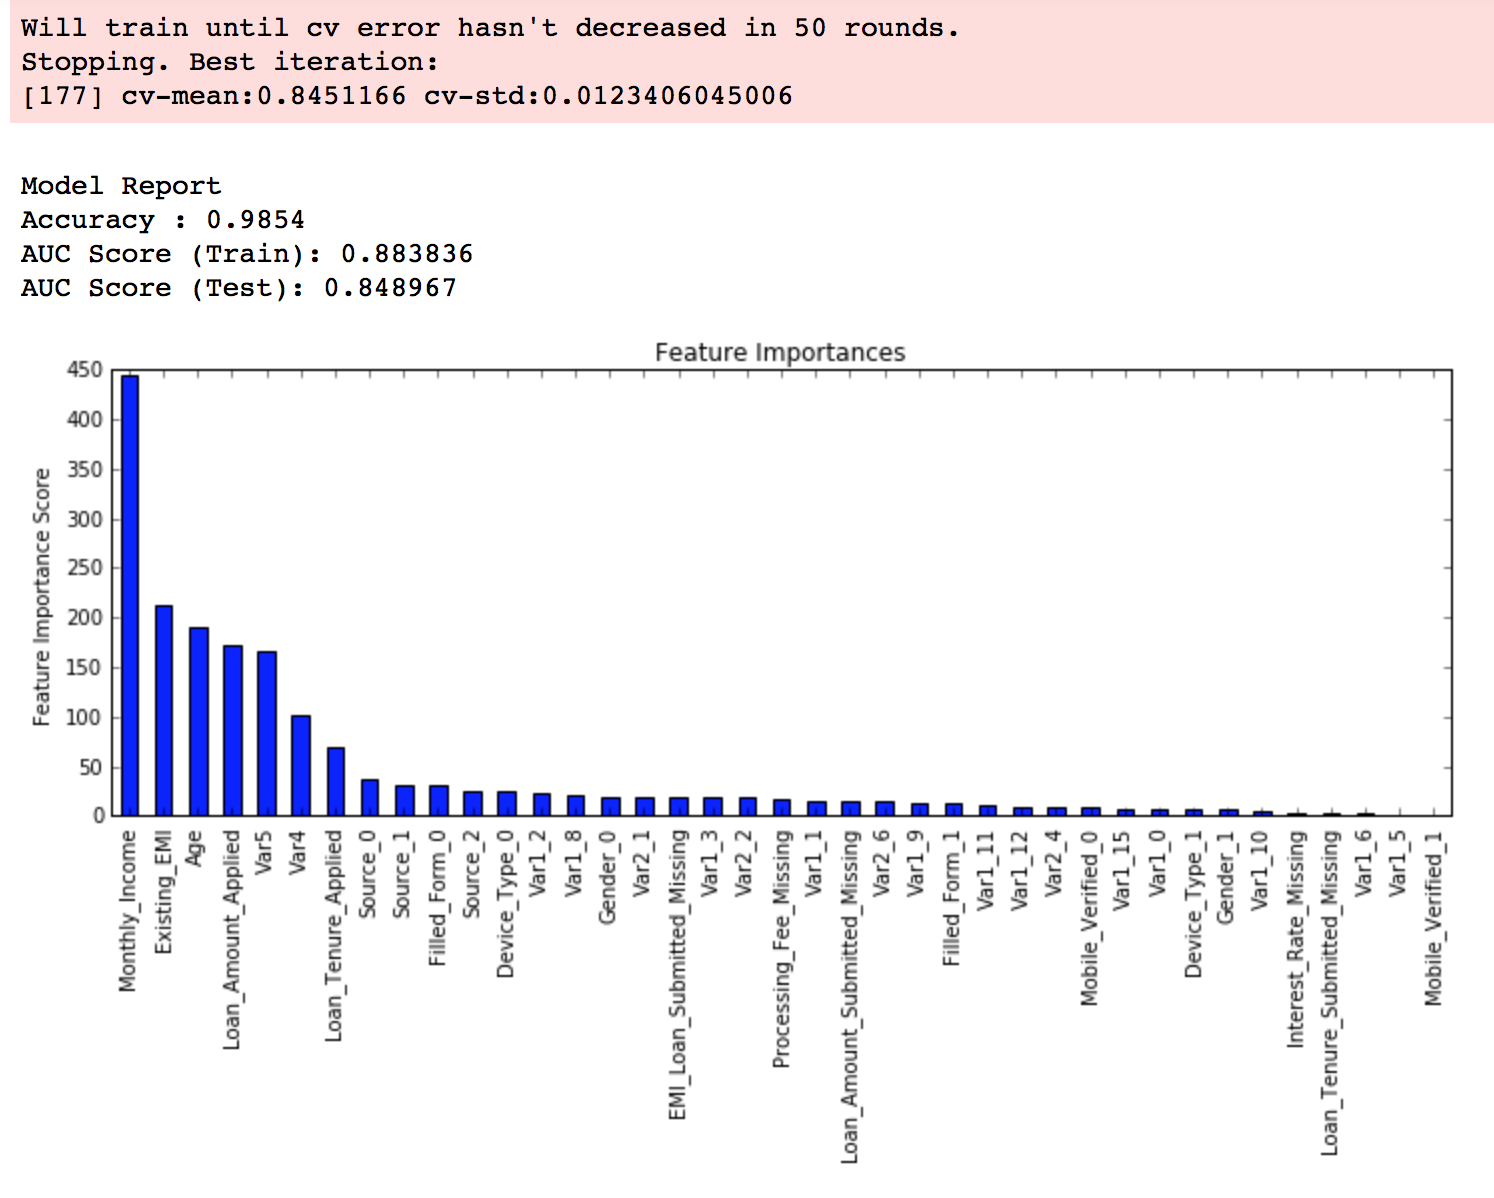 Will train until cv error hasn't decreased in 50 rounds.
Stopping. Best iteration:
[177] cv-mean:0.8451166 cv-std:0.0123406045006
Model Report
Accuracy : 0.9854
AUC Score (Train): 0.883836
AUC Score (Test): 0.848967
Feature Importances
Feature Importance Score
450
400
350
300
250
200
150
100
50
0
Monthly_Income
Existing_EMI
Age
Loan_Amount_Applied
Var5
Var4
Loan_Tenure_Applied
Source_0
Source_1
Filled_Form_0
Source_2
Device_Type_0
Var1_2
Var1_8
Gender_0
Var2_1
EMI_Loan_Submitted_Missing
Var1_3
Var2_2
Processing_Fee_Missing
Var1_1
Loan_Amount_Submitted_Missing
Var2_6
Var1_9
Filled_Form_1
Var1_11
Var1_12
Var2_4
Mobile_Verified_0
Var1_15
Var1_0
Device_Type_1
Gender_1
Var1_10
Interest_Rate_Missing
Loan_Tenure_Submitted_Missing
Var1_6
Var1_5
Mobile_Verified_1